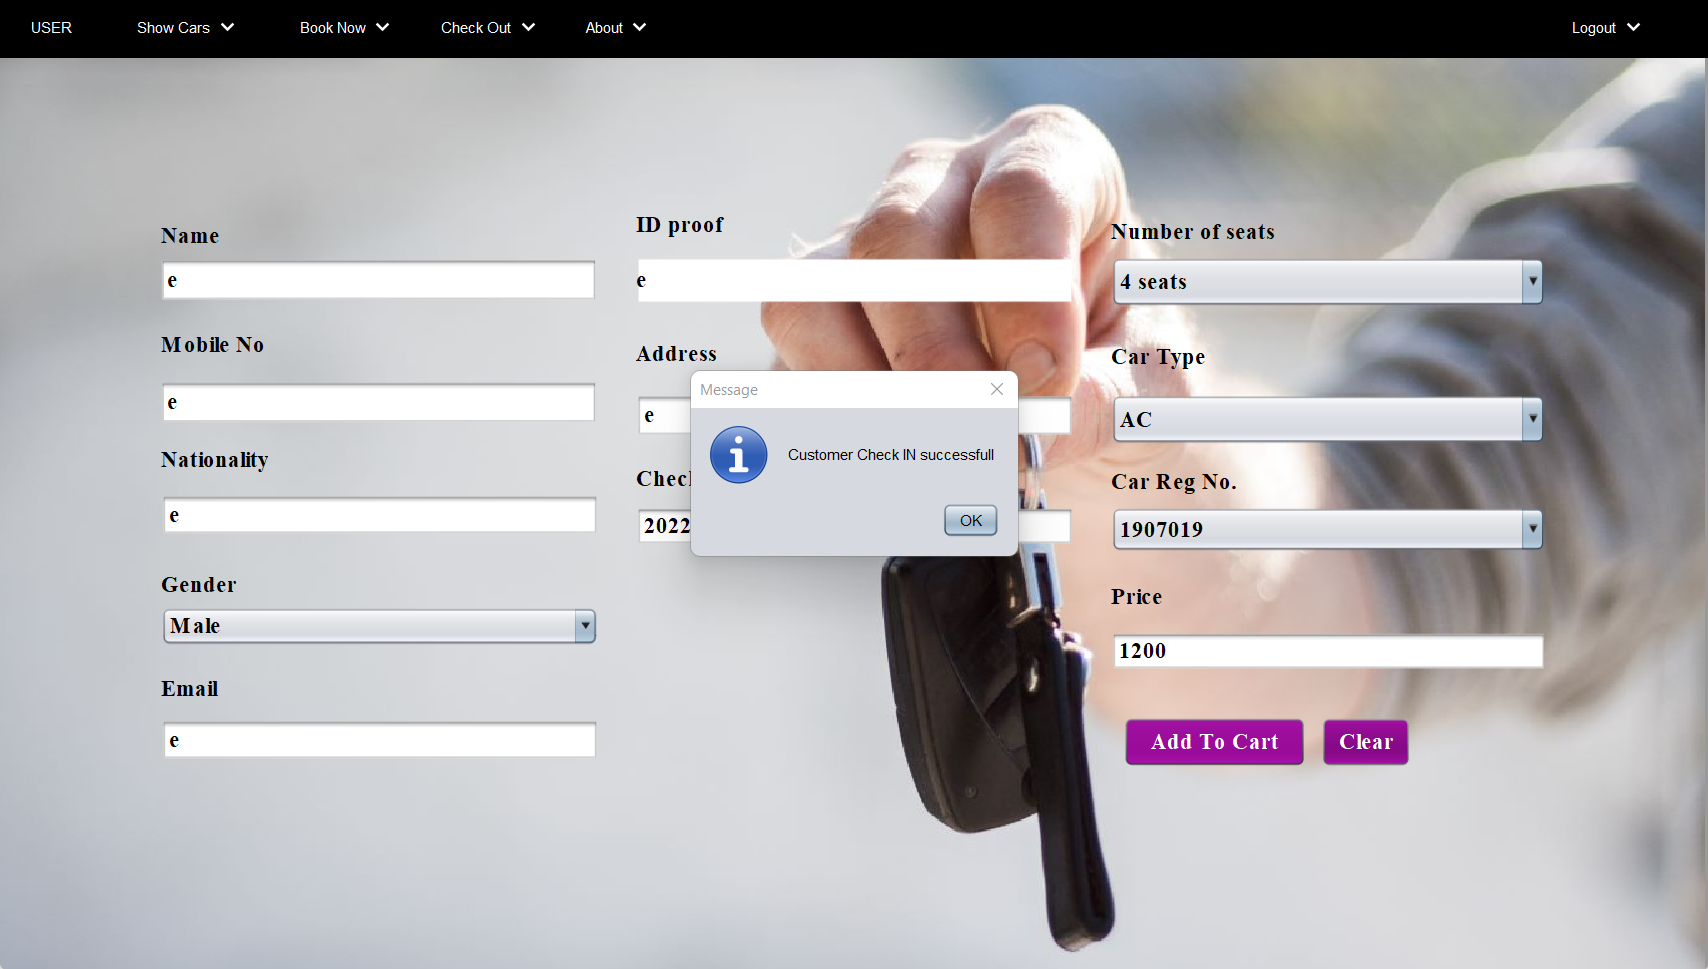 USER Show Cars Book Now Check Out About Logout
Name
e
Mobile No
e
Nationality
e
Gender
Male
Email
e
ID proof
e
Address
e
2022
Message
Customer Check IN successfull
OK
Number of seats
4 seats
Car Type
AC
Car Reg No.
1907019
Price
1200
Add To Cart Clear